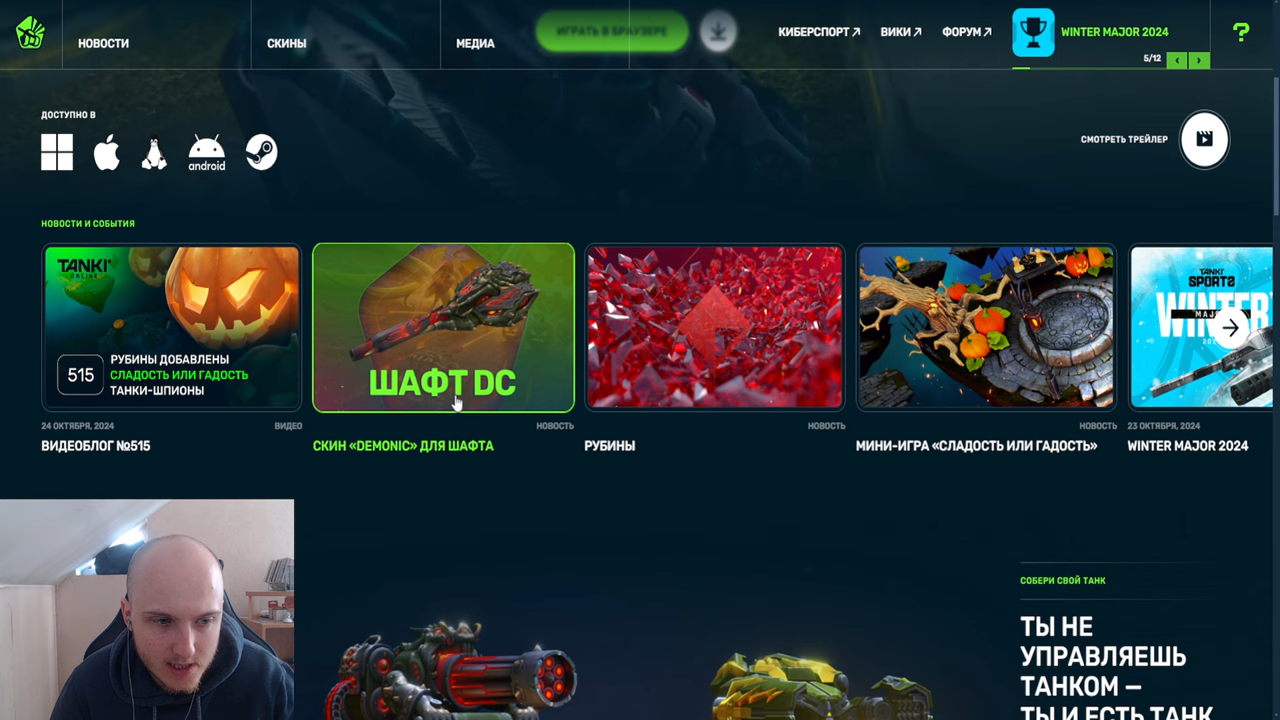 НОВОСТИ
СКИНЫ
МЕДИА
ИГРАТЬ В БРАУЗЕРЕ
КИБЕРСПОРТ
ВИКИ
ФОРУМ
WINTER MAJOR 2024
5/12
?
ДОСТУПНО В
android
СМОТРЕТЬ ТРЕЙЛЕР
НОВОСТИ И СОБЫТИЯ
TANKI
ONLINE
515
РУБИНЫ ДОБАВЛЕНЫ
СЛАДОСТЬ ИЛИ ГАДОСТЬ
ТАНКИ-ШПИОНЫ
24 ОКТЯБРЯ, 2024
ВИДЕО
ВИДЕОБЛОГ №515
ШАФТ DC
НОВОСТЬ
СКИН «DEMONIC» ДЛЯ ШАФТА
НОВОСТЬ
РУБИНЫ
НОВОСТЬ
МИНИ-ИГРА «СЛАДОСТЬ ИЛИ ГАДОСТЬ»
TANKI
SPORTS
WINTER
23 ОКТЯБРЯ, 2024
WINTER MAJOR 2024
СОБЕРИ СВОЙ ТАНК
ТЫ НЕ
УПРАВЛЯЕШЬ
ТАНКОМ —
ТЫ И ЕСТЬ ТАНК